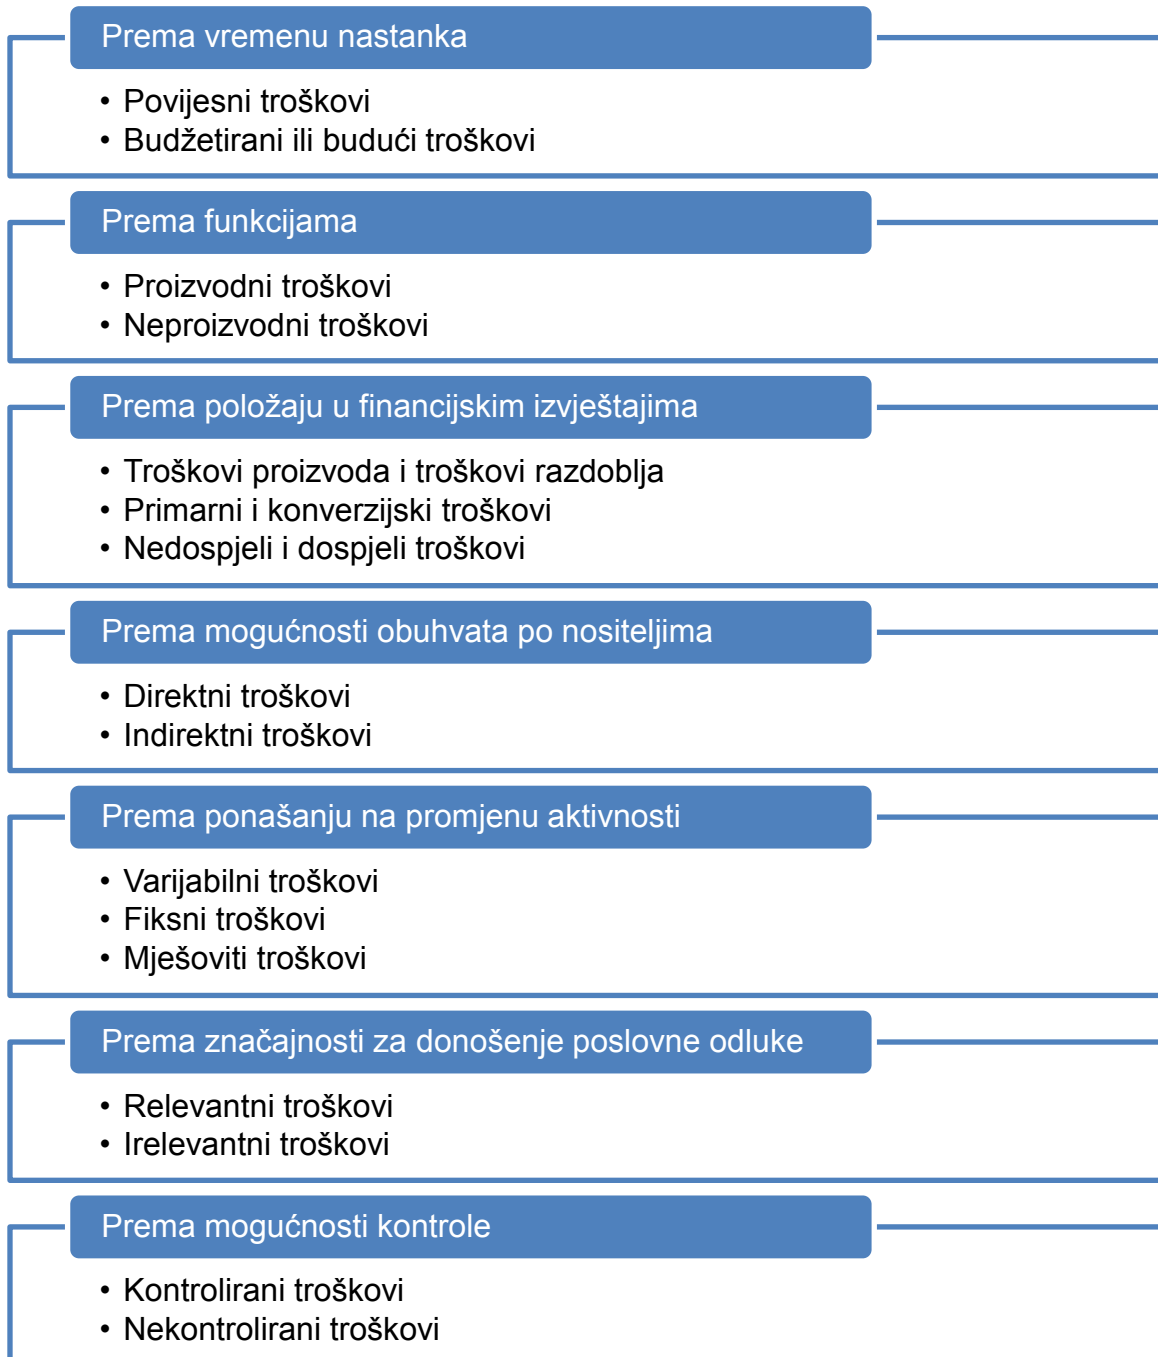 Prema vremenu nastanka
• Povijesni troškovi
• Budžetirani ili budući troškovi
Prema funkcijama
• Proizvodni troškovi
• Neproizvodni troškovi
Prema položaju u financijskim izvještajima
• Troškovi proizvoda i troškovi razdoblja
• Primarni i konverzijski troškovi
• Nedospjeli i dospjeli troškovi
Prema mogućnosti obuhvata po nositeljima
• Direktni troškovi
• Indirektni troškovi
Prema ponašanju na promjenu aktivnosti
• Varijabilni troškovi
• Fiksni troškovi
• Mješoviti troškovi
Prema značajnosti za donošenje poslovne odluke
• Relevantni troškovi
• Irelevantni troškovi
Prema mogućnosti kontrole
• Kontrolirani troškovi
• Nekontrolirani troškovi